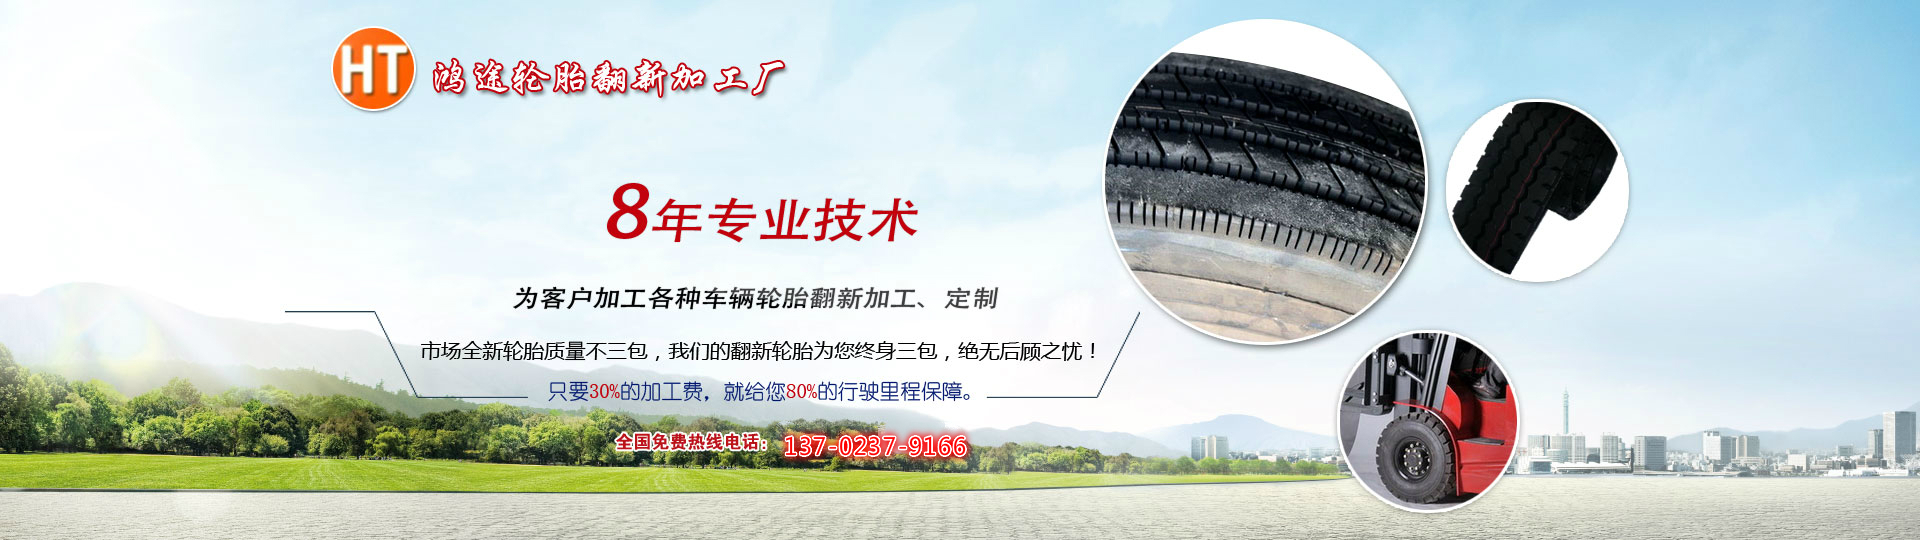 HT 鸿途轮胎翻新加工厂
8年专业技术
为客户加工各种车辆轮胎翻新加工、定制
市场全新轮胎质量不三包，我们的翻新轮胎为您终身三包，绝无后顾之忧！
只要30%的加工费，就给您80%的行驶里程保障。
全国免费热线电话：137-0237-9166